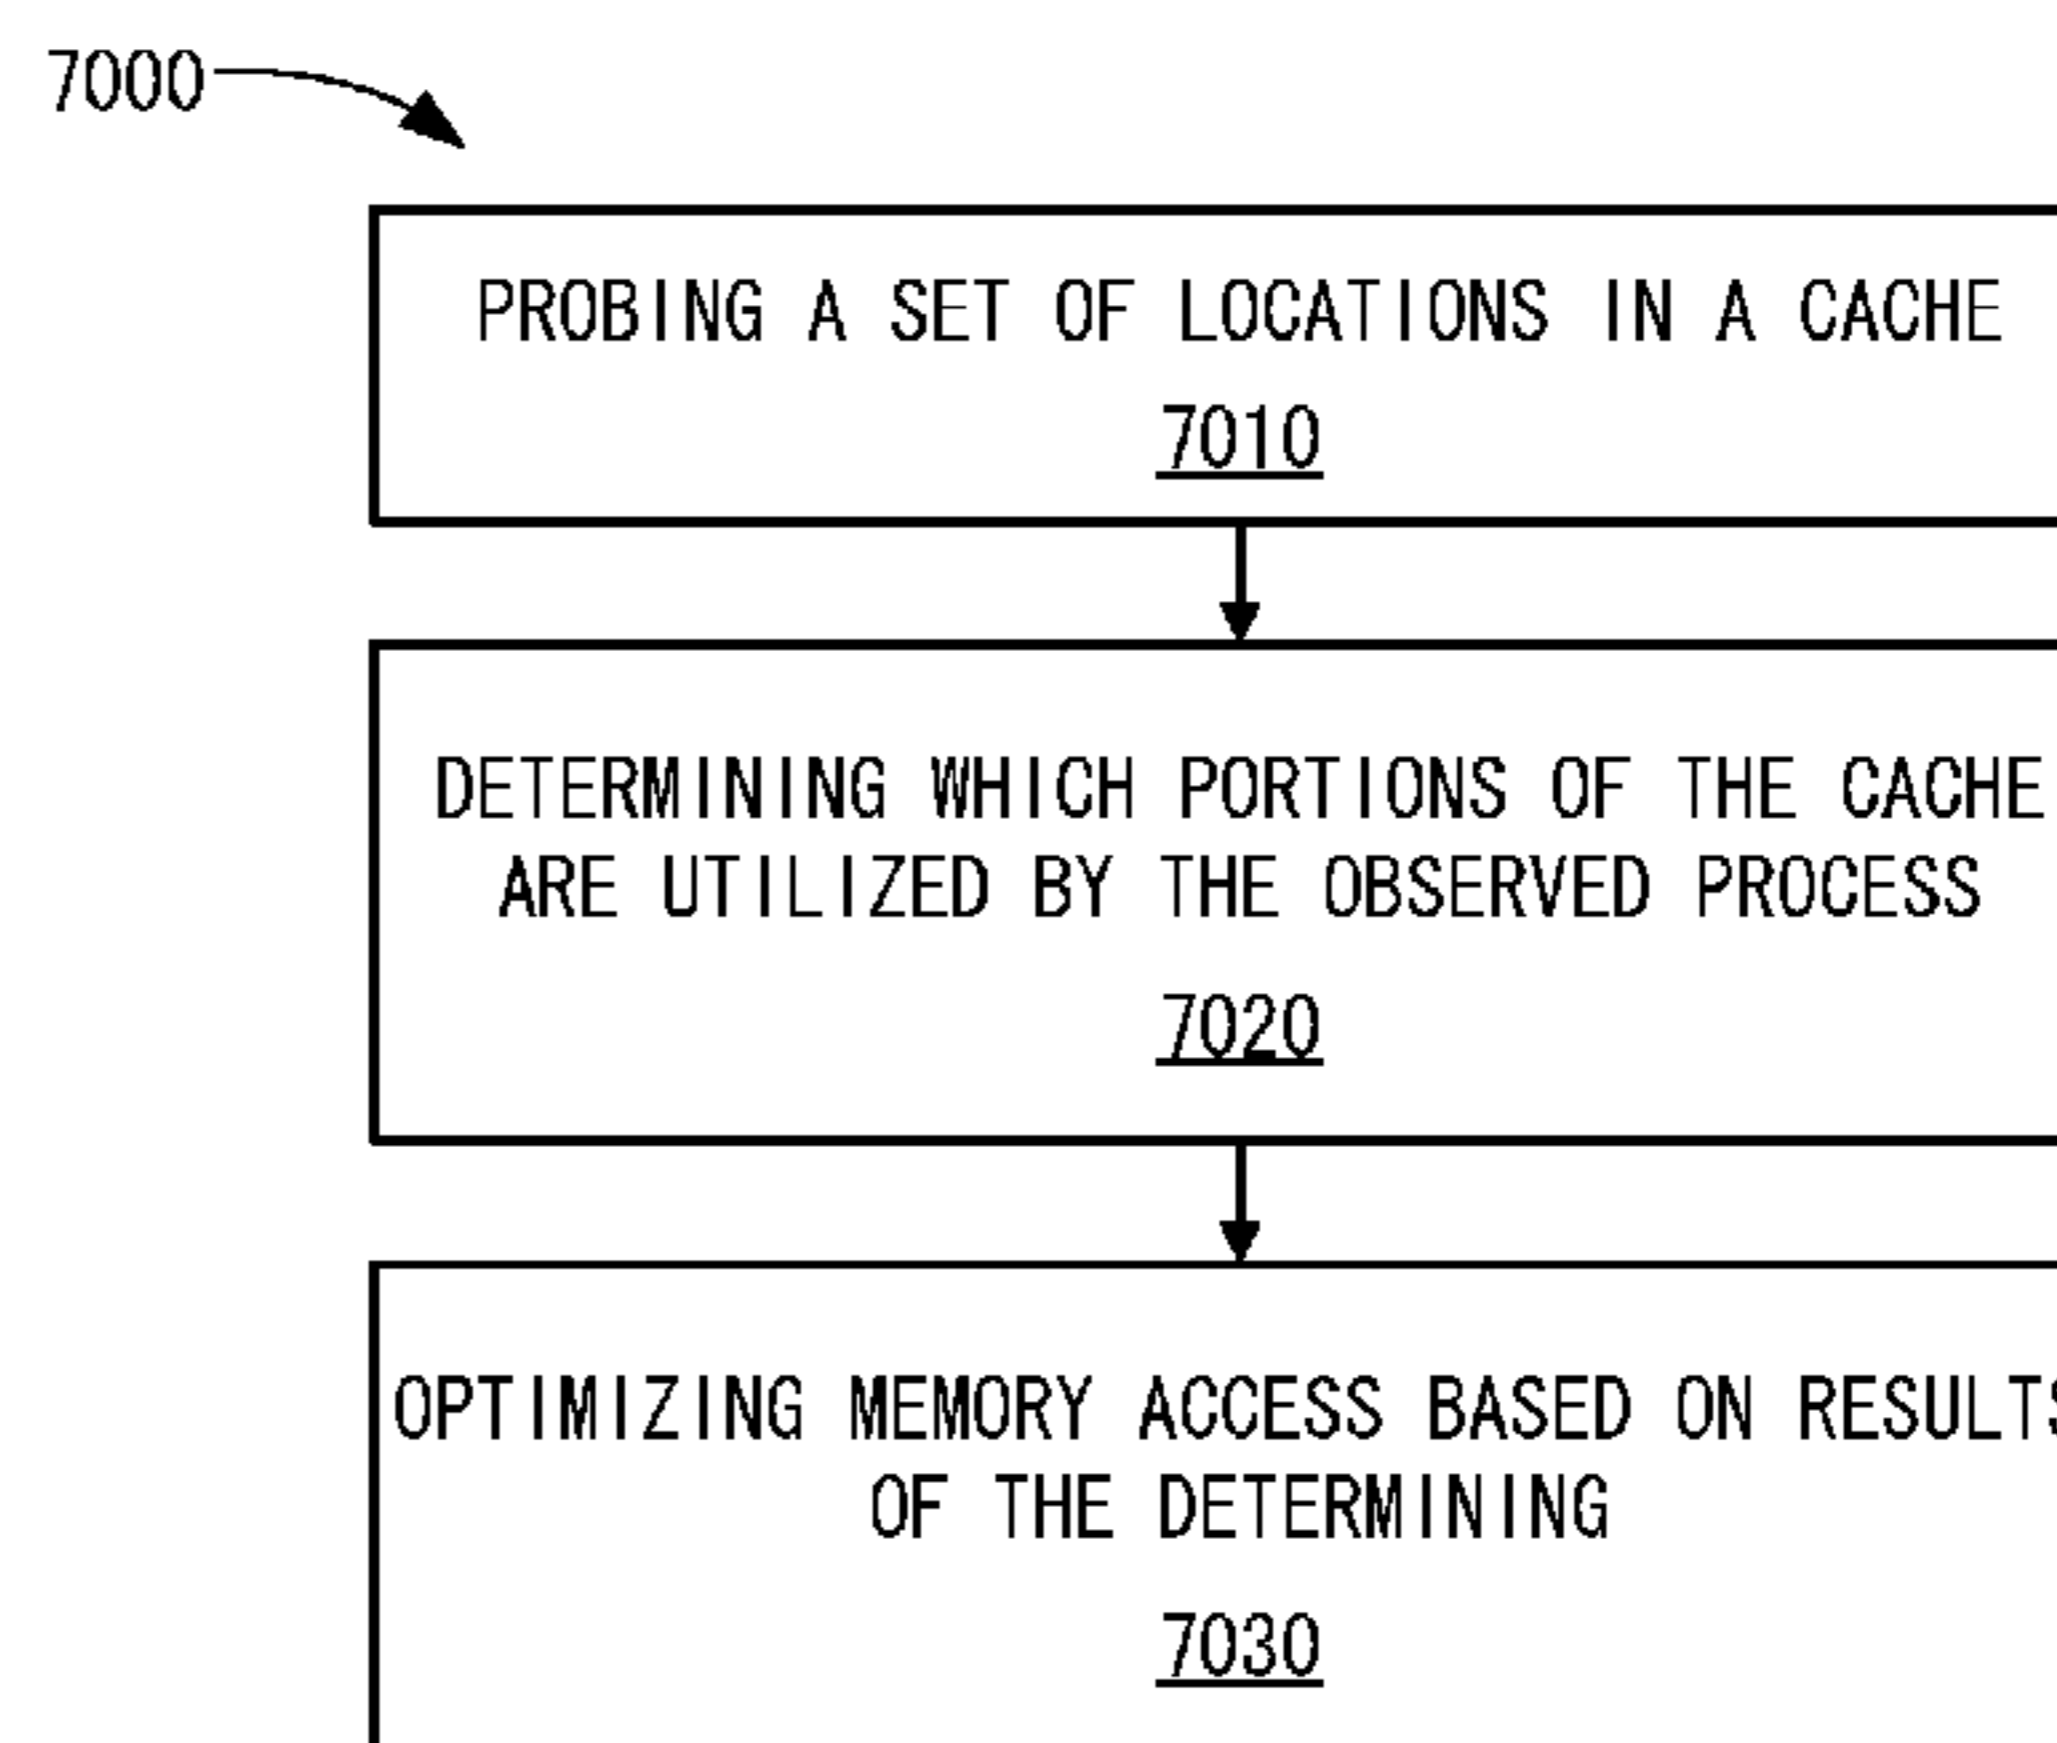 7000
PROBING A SET OF LOCATIONS IN A CACHE
7010
DETERMINING WHICH PORTIONS OF THE CACHE
ARE UTILIZED BY THE OBSERVED PROCESS
7020
OPTIMIZING MEMORY ACCESS BASED ON RESULTS
OF THE DETERMINING
7030